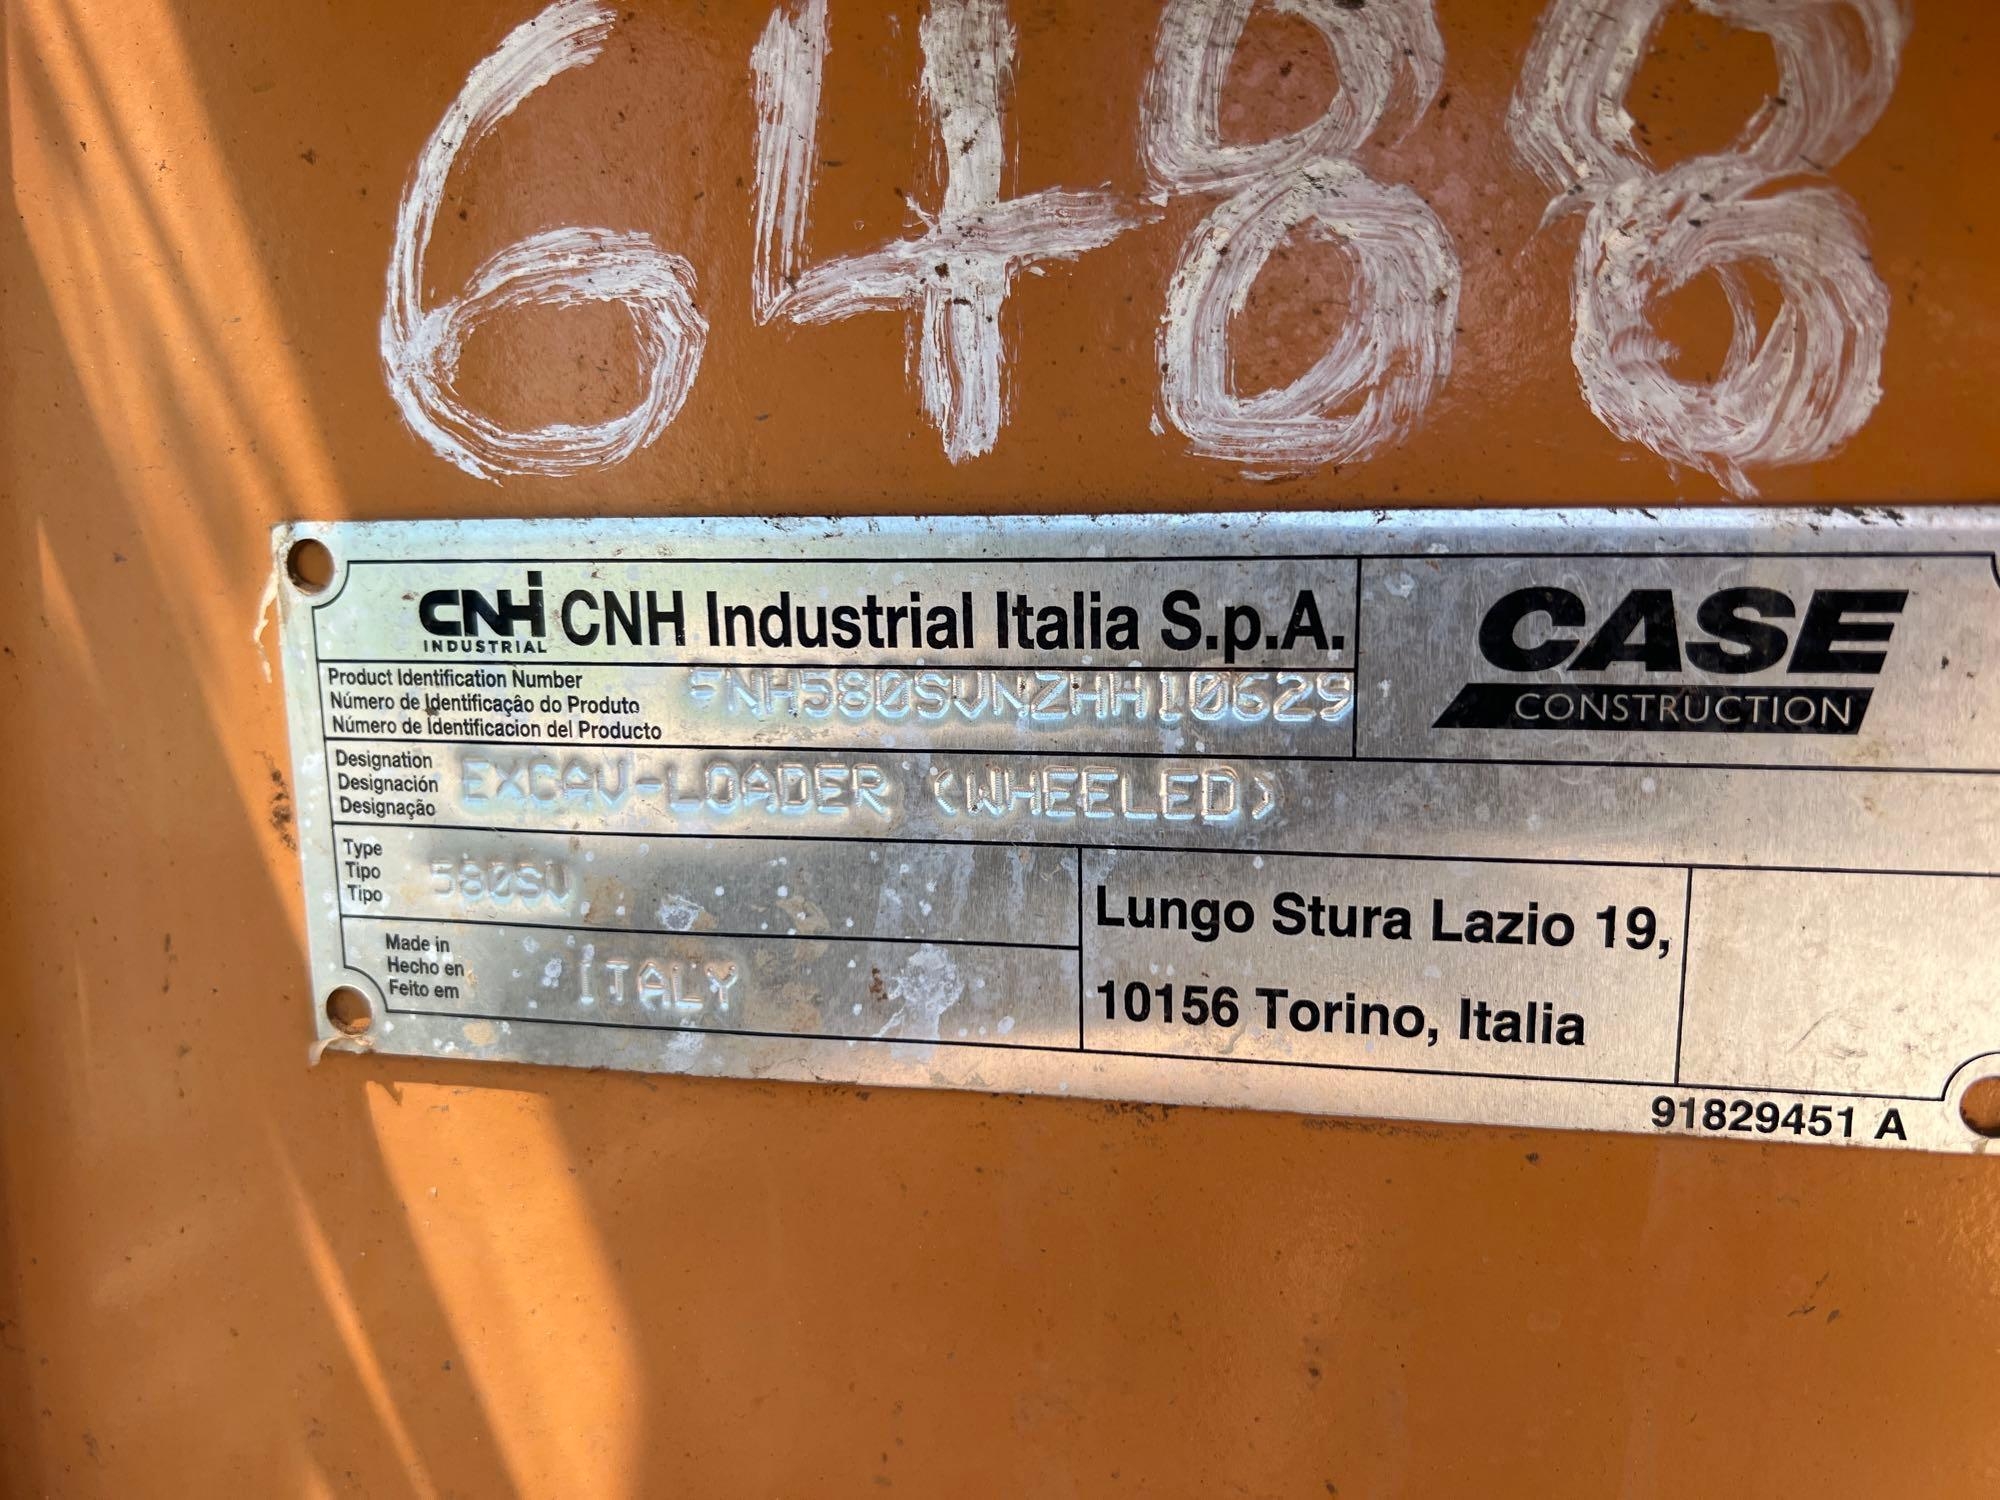 6488
CNH INDUSTRIAL
CNH Industrial Italia S.p.A.
CASE
CONSTRUCTION
Product Identification Number
Número de Identificação do Produto
Número de Identificacion del Producto
FNH580SVNZHH10629
Designation
Designación
Designação
EXCAV-LOADER (WHEELED)
Type
Tipo
Tipo
580SV
Made in
Hecho en
Feito em
ITALY
Lungo Stura Lazio 19,
10156 Torino, Italia
91829451 A